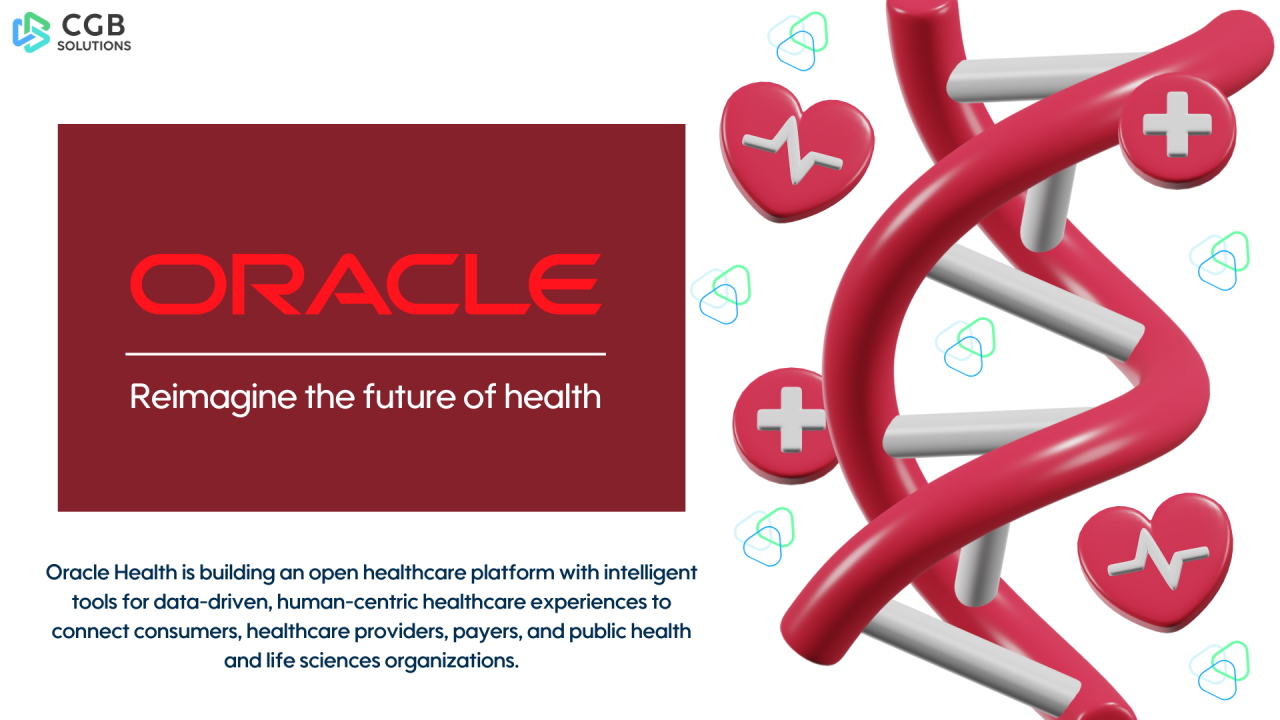 CGB
SOLUTIONS
ORACLE
Reimagine the future of health
Oracle Health is building an open healthcare platform with intelligent
tools for data-driven, human-centric healthcare experiences to
connect consumers, healthcare providers, payers, and public health
and life sciences organizations.